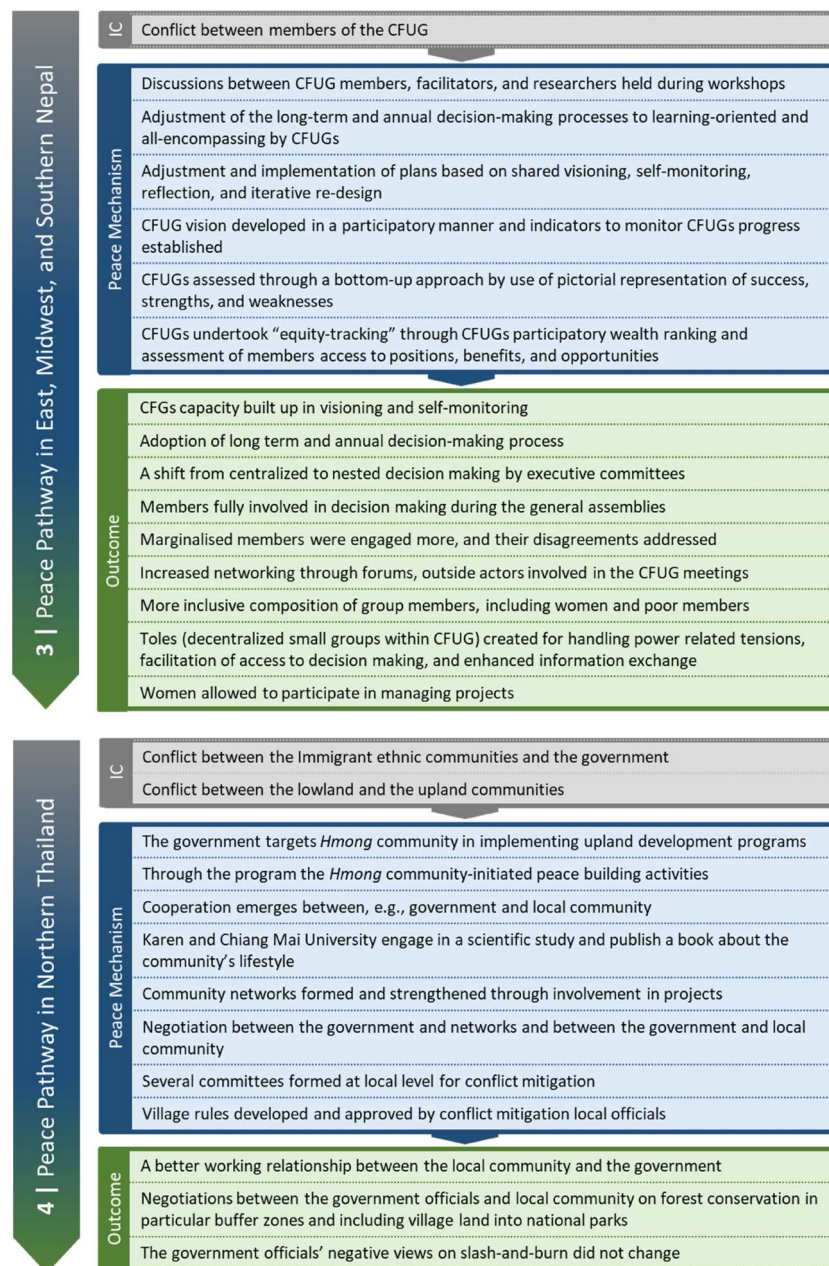 3 | Peace Pathway in East, Midwest, and Southern Nepal
IC
Conflict between members of the CFUG
Peace Mechanism
Discussions between CFUG members, facilitators, and researchers held during workshops
Adjustment of the long-term and annual decision-making processes to learning-oriented and
all-encompassing by CFUGs
Adjustment and implementation of plans based on shared visioning, self-monitoring,
reflection, and iterative re-design
CFUG vision developed in a participatory manner and indicators to monitor CFUGs progress
established
CFUGs assessed through a bottom-up approach by use of pictorial representation of success,
strengths, and weaknesses
CFUGs undertook “equity-tracking” through CFUGs participatory wealth ranking and
assessment of members access to positions, benefits, and opportunities
Outcome
CFGs capacity built up in visioning and self-monitoring
Adoption of long term and annual decision-making process
A shift from centralized to nested decision making by executive committees
Members fully involved in decision making during the general assemblies
Marginalised members were engaged more, and their disagreements addressed
Increased networking through forums, outside actors involved in the CFUG meetings
More inclusive composition of group members, including women and poor members
Toles (decentralized small groups within CFUG) created for handling power related tensions,
facilitation of access to decision making, and enhanced information exchange
Women allowed to participate in managing projects
4 | Peace Pathway in Northern Thailand
IC
Conflict between the Immigrant ethnic communities and the government
Conflict between the lowland and the upland communities
Peace Mechanism
The government targets Hmong community in implementing upland development programs
Through the program the Hmong community-initiated peace building activities
Cooperation emerges between, e.g., government and local community
Karen and Chiang Mai University engage in a scientific study and publish a book about the
community’s lifestyle
Community networks formed and strengthened through involvement in projects
Negotiation between the government and networks and between the government and local
community
Several committees formed at local level for conflict mitigation
Village rules developed and approved by conflict mitigation local officials
Outcome
A better working relationship between the local community and the government
Negotiations between the government officials and local community on forest conservation in
particular buffer zones and including village land into national parks
The government officials’ negative views on slash-and-burn did not change